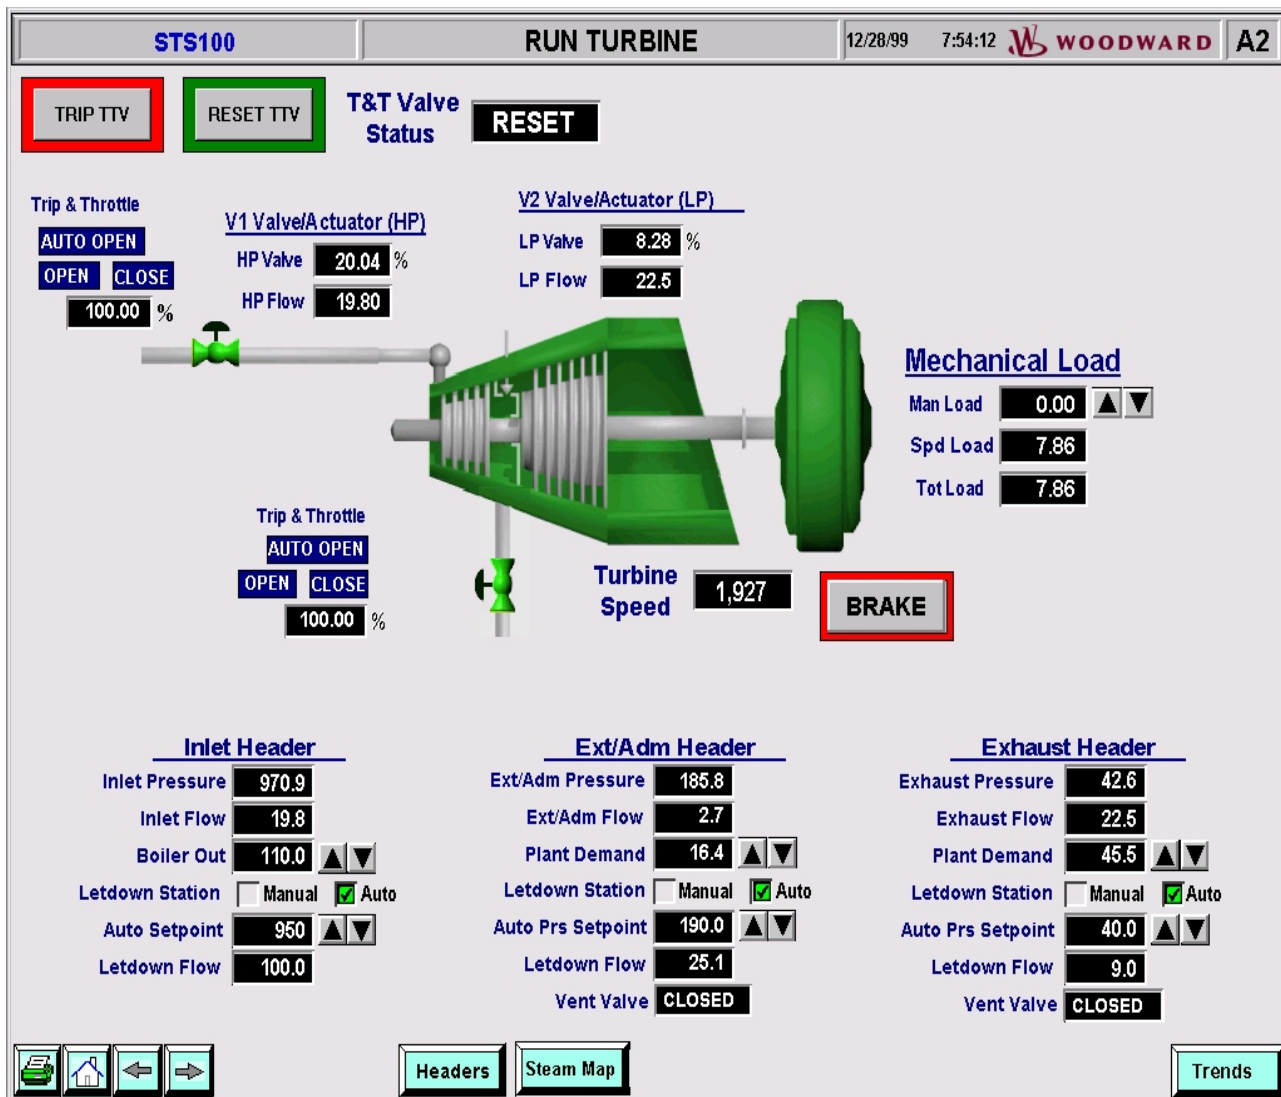 STS100
RUN TURBINE
12/28/99 7:54:12 WOODWARD A2
TRIP TTV
RESET TTV
T&T Valve
Status
RESET
Trip & Throttle
AUTO OPEN
OPEN CLOSE
100.00 %
V1 Valve/Actuator (HP)
HP Valve 20.04 %
HP Flow 19.80
V2 Valve/Actuator (LP)
LP Valve 8.28 %
LP Flow 22.5
Mechanical Load
Man Load 0.00
Spd Load 7.86
Tot Load 7.86
Trip & Throttle
AUTO OPEN
OPEN CLOSE
100.00 %
Turbine
Speed
1,927
BRAKE
Inlet Header
Inlet Pressure 970.9
Inlet Flow 19.8
Boiler Out 110.0
Letdown Station Manual Auto
Auto Setpoint 950
Letdown Flow 100.0
Ext/Adm Header
Ext/Adm Pressure 185.8
Ext/Adm Flow 2.7
Plant Demand 16.4
Letdown Station Manual Auto
Auto Prs Setpoint 190.0
Letdown Flow 25.1
Vent Valve CLOSED
Exhaust Header
Exhaust Pressure 42.6
Exhaust Flow 22.5
Plant Demand 45.5
Letdown Station Manual Auto
Auto Prs Setpoint 40.0
Letdown Flow 9.0
Vent Valve CLOSED
Headers
Steam Map
Trends